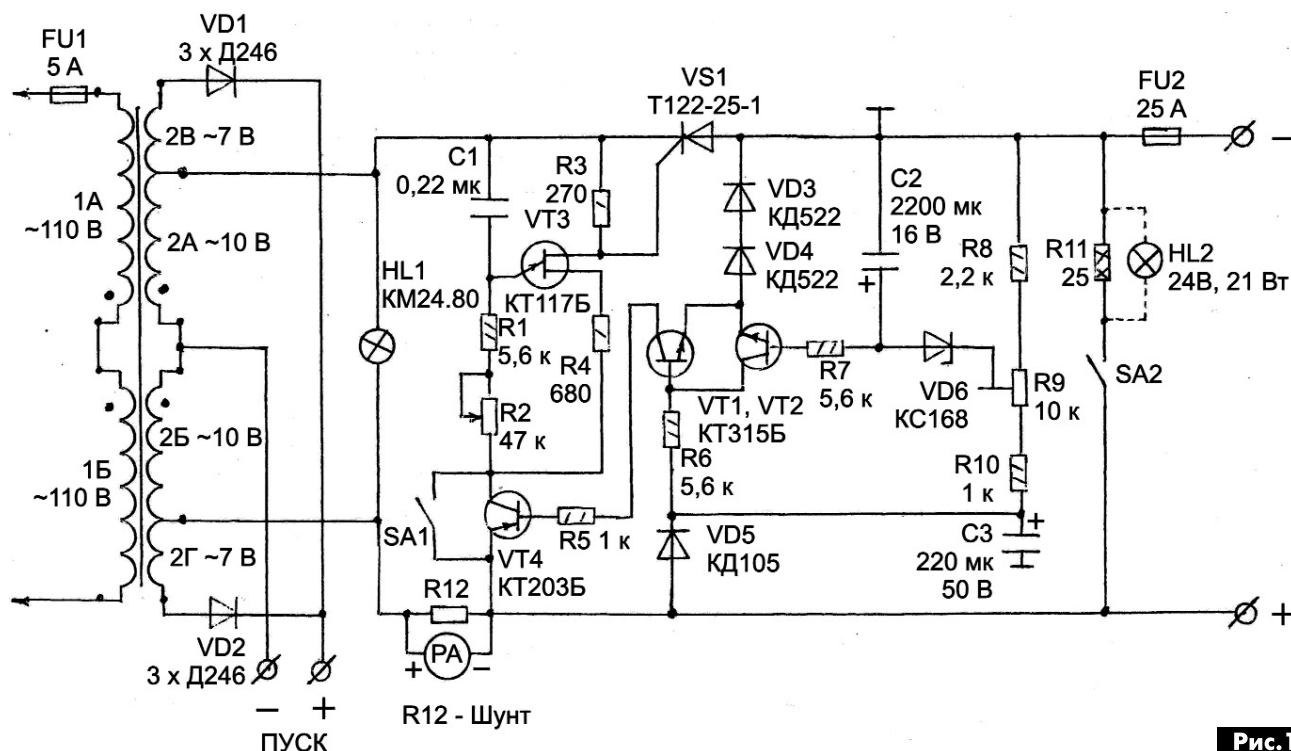 FU1
5 А
VD1
3 x Д246
2В ~7 В
1А
~110 В
2А ~10 В
2Б ~10 В
1Б
~110 В
2Г ~7 В
VD2
3 x Д246
− +
ПУСК
HL1
КМ24.80
C1
0,22 мк
R3
270
VT3
КТ117Б
R1
5,6 к
R4
680
R2
47 к
SA1
VT4
КТ203Б
R5 1 к
R12
+ PA −
R12 - Шунт
VS1
Т122-25-1
VD3
КД522
VD4
КД522
VT1, VT2
КТ315Б
R6
5,6 к
VD5
КД105
R7
5,6 к
C2
2200 мк
16 В
+
VD6
КС168
R8
2,2 к
R9
10 к
R10
1 к
C3
220 мк
50 В
+
R11
25
HL2
24В, 21 Вт
SA2
FU2
25 А
−
+
Рис.1